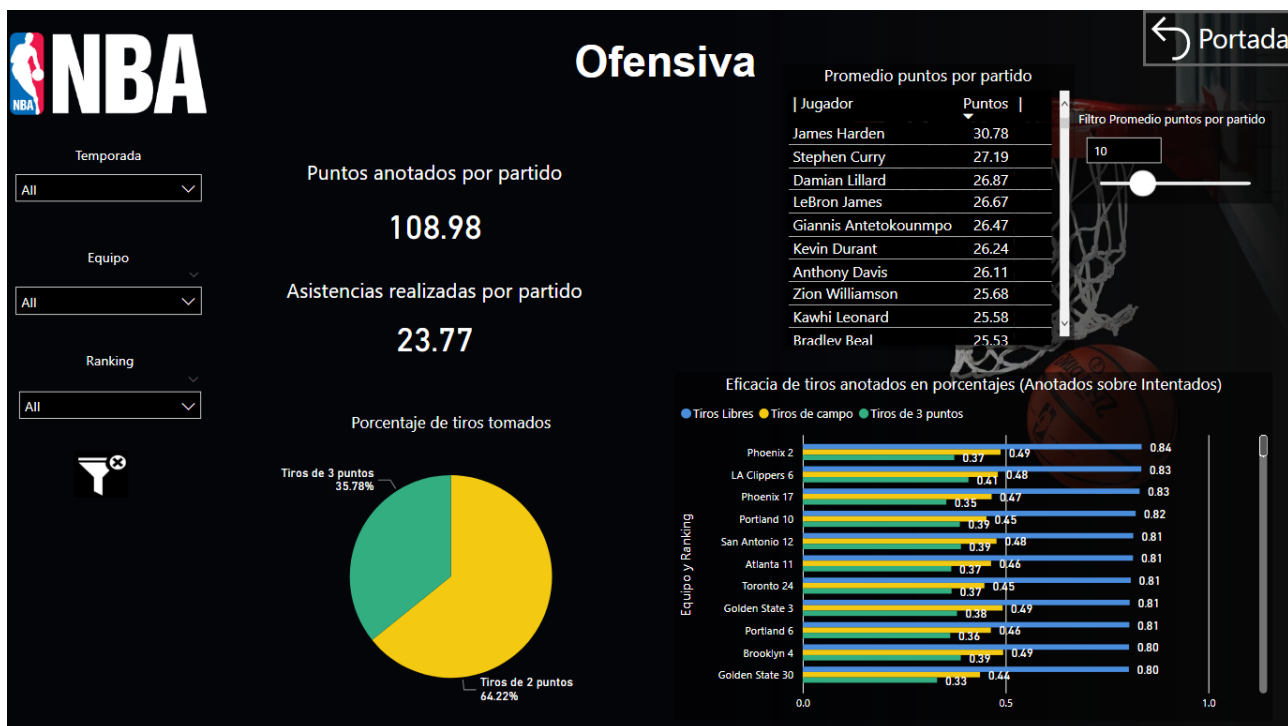 NBA
NBA
Ofensiva
Portada
Temporada
All
Equipo
All
Ranking
All
Puntos anotados por partido
108.98
Asistencias realizadas por partido
23.77
Promedio puntos por partido
| Jugador Puntos |
James Harden 30.78
Stephen Curry 27.19
Damian Lillard 26.87
LeBron James 26.67
Giannis Antetokounmpo 26.47
Kevin Durant 26.24
Anthony Davis 26.11
Zion Williamson 25.68
Kawhi Leonard 25.58
Bradley Beal 25.53
Filtro Promedio puntos por partido
10
Porcentaje de tiros tomados
Tiros de 3 puntos
35.78%
Tiros de 2 puntos
64.22%
Eficacia de tiros anotados en porcentajes (Anotados sobre Intentados)
Tiros Libres Tiros de campo Tiros de 3 puntos
Equipo y Ranking
Phoenix 2 0.84 0.49 0.37
LA Clippers 6 0.83 0.48 0.41
Phoenix 17 0.83 0.47 0.35
Portland 10 0.82 0.45 0.39
San Antonio 12 0.81 0.48 0.39
Atlanta 11 0.81 0.46 0.37
Toronto 24 0.81 0.45 0.37
Golden State 3 0.81 0.49 0.38
Portland 6 0.81 0.46 0.36
Brooklyn 4 0.80 0.49 0.39
Golden State 30 0.80 0.44 0.33
0.0 0.5 1.0